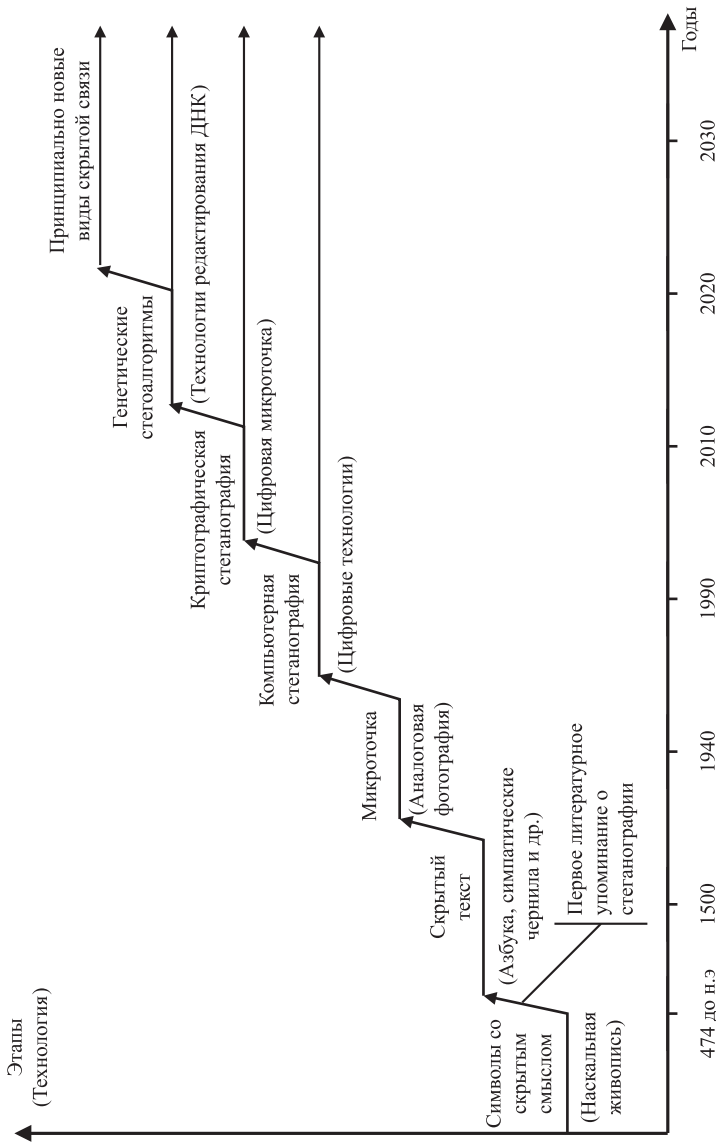 Этапы
(Технология)
Принципиально новые
виды скрытой связи
Генетические
стегоалгоритмы
(Технологии редактирования ДНК)
Криптографическая
стеганография
(Цифровая микроточка)
Компьютерная
стеганография
(Цифровые технологии)
Микроточка
(Аналоговая
фотография)
Скрытый
текст
(Азбука, симпатические
чернила и др.)
Символы со
скрытым
смыслом
(Наскальная
живопись)
Первое литературное
упоминание о
стеганографии
474 до н.э
1500
1940
1990
2010
2020
2030
Годы